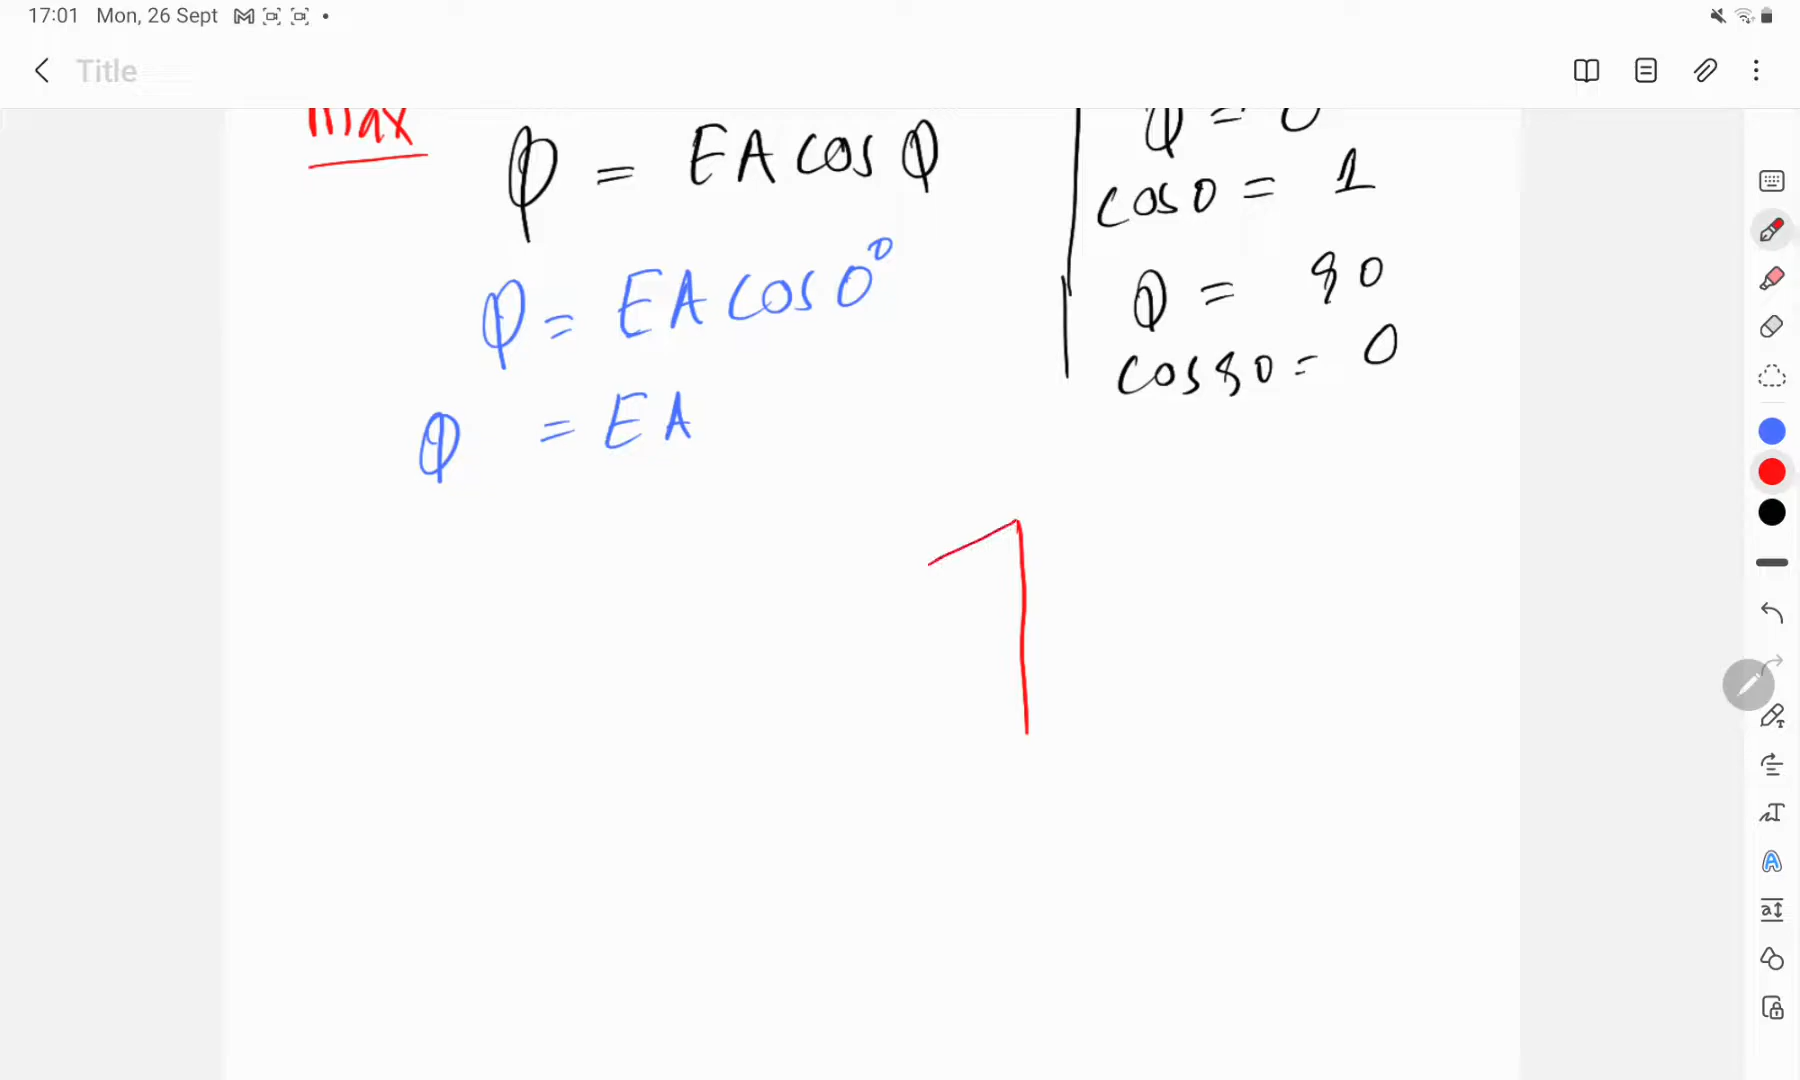 17:01 Mon, 26 Sept
Title
max
φ = EA cos φ
φ = EA cos 0°
φ = EA
φ = 0
cos 0 = 1
φ = 90
cos 90 = 0